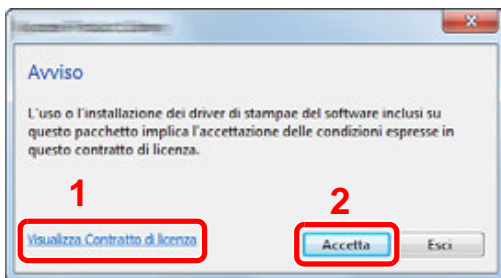 Avviso
L'uso o l'installazione dei driver di stampae del software inclusi su
questo pacchetto implica l'accettazione delle condizioni espresse in
questo contratto di licenza.
1
2
Visualizza Contratto di licenza
Accetta
Esci